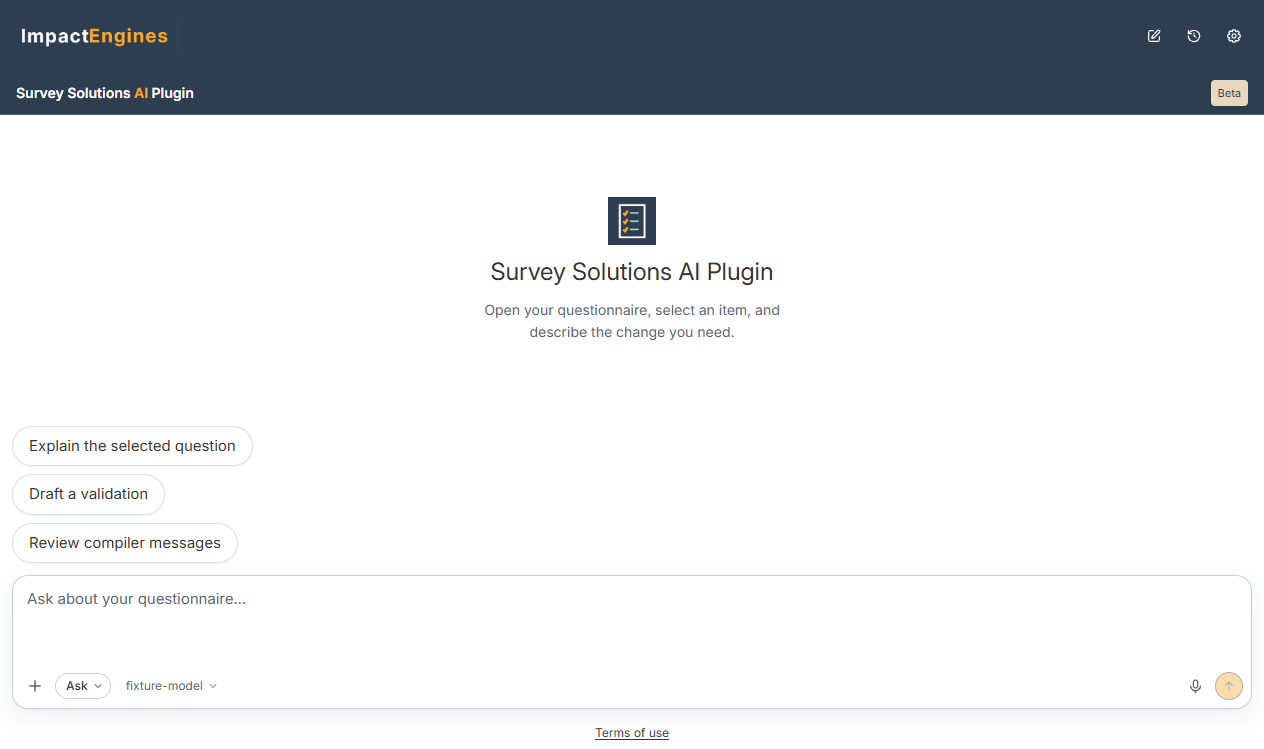 ImpactEngines
Survey Solutions AI Plugin
Beta
Survey Solutions AI Plugin
Open your questionnaire, select an item, and
describe the change you need.
Explain the selected question
Draft a validation
Review compiler messages
Ask about your questionnaire...
Ask
fixture-model
Terms of use